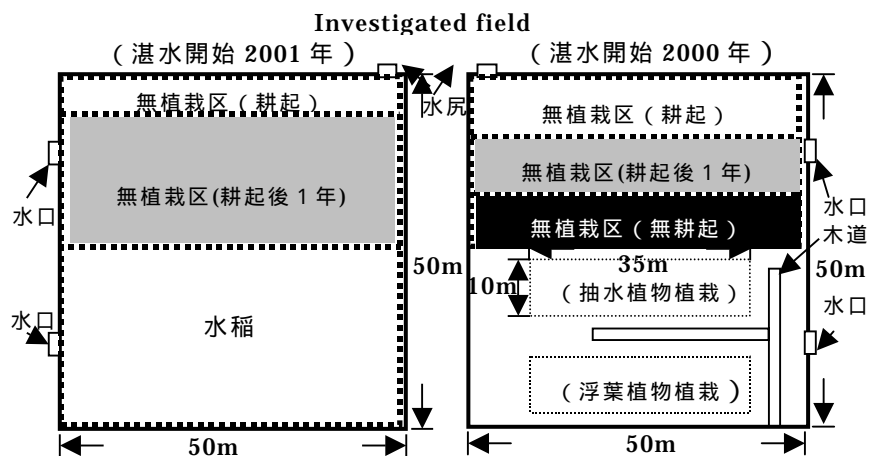 Investigated field
（湛水開始 2001 年）
（湛水開始 2000 年）
水尻
無植栽区（耕起）
無植栽区(耕起後１年)
水口
水口
水稲
50m
50m
無植栽区（耕起）
無植栽区(耕起後１年)
無植栽区（無耕起）
水口
木道
35m
10m
50m
（抽水植物植栽）
水口
（浮葉植物植栽）
50m